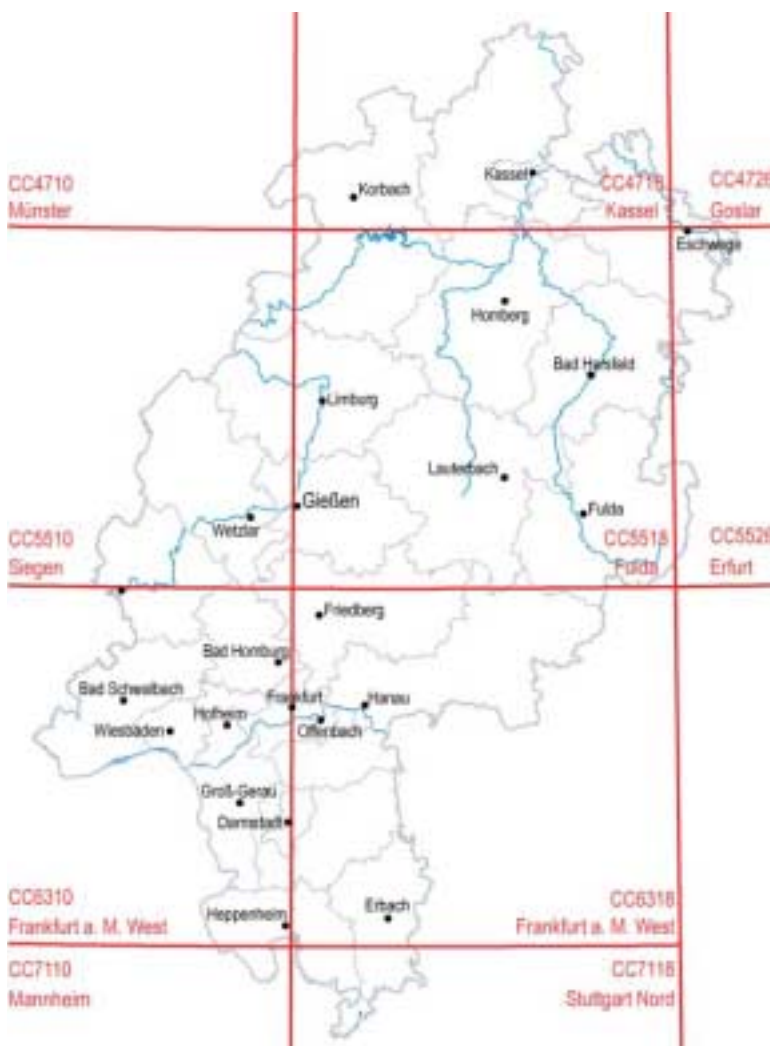 Kassel
CC4710
CC4718
CC4726
Münster
Korbach
Kassel
Goslar
Eschwege
Homberg
Bad Hersfeld
Limburg
Lauterbach
Gießen
Fulda
Wetzlar
CC5510
CC5518
CC5526
Siegen
Fulda
Erfurt
Friedberg
Bad Homburg
Bad Schwalbach
Frankfurt
Hanau
Hofheim
Wiesbaden
Offenbach
Groß-Gerau
Darmstadt
CC6310
CC6318
Heppenheim
Erbach
Frankfurt a. M. West
Frankfurt a. M. West
CC7110
CC7118
Mannheim
Stuttgart Nord